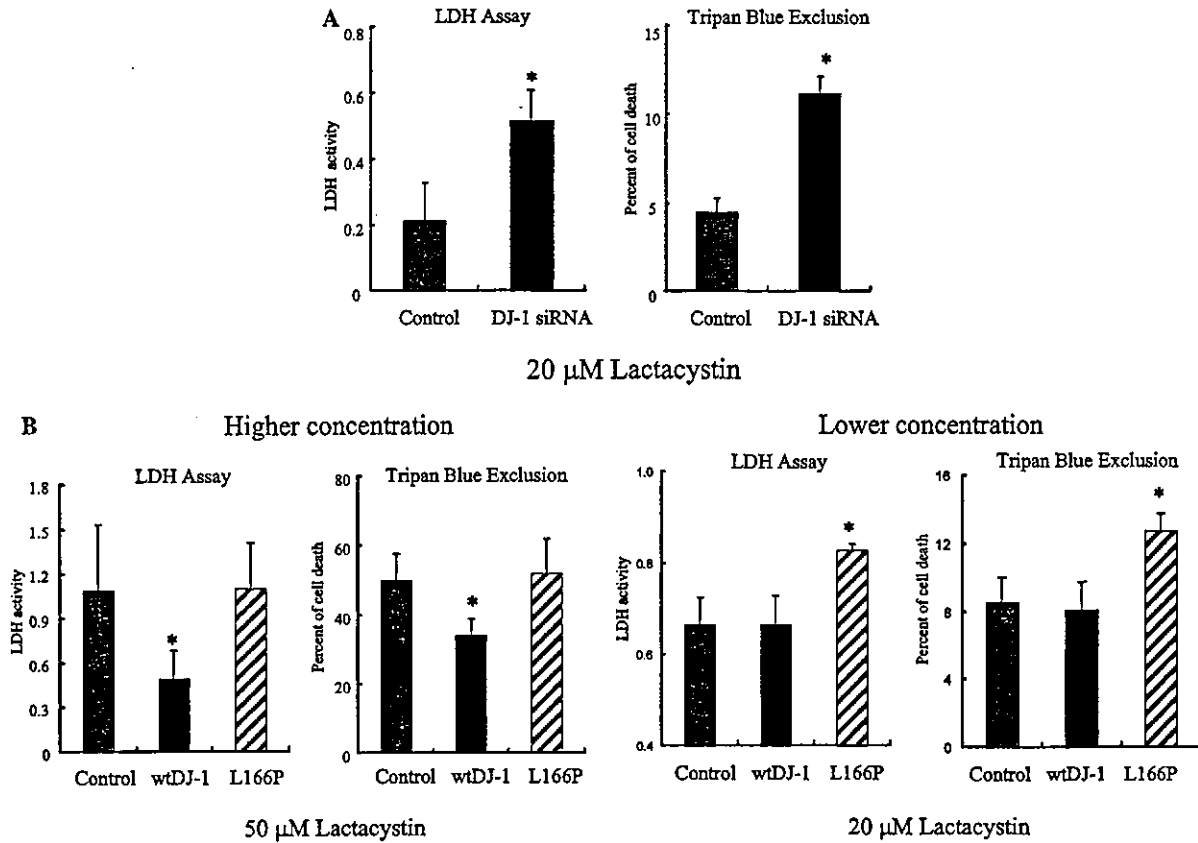 A
LDH Assay
Tripan Blue Exclusion
LDH activity
0.8
0.6
0.4
0.2
0
*
Control
DJ-1 siRNA
Percent of cell death
15
10
5
0
*
Control
DJ-1 siRNA
20 μM Lactacystin
B
Higher concentration
Lower concentration
LDH Assay
LDH activity
1.8
1.5
1.2
0.9
0.6
0.3
0
*
Control
wtDJ-1
L166P
Tripan Blue Exclusion
Percent of cell death
80
60
40
20
0
*
Control
wtDJ-1
L166P
50 μM Lactacystin
LDH Assay
LDH activity
1.0
0.8
0.6
0.4
*
Control
wtDJ-1
L166P
Tripan Blue Exclusion
Percent of cell death
16
12
8
4
0
*
Control
wtDJ-1
L166P
20 μM Lactacystin